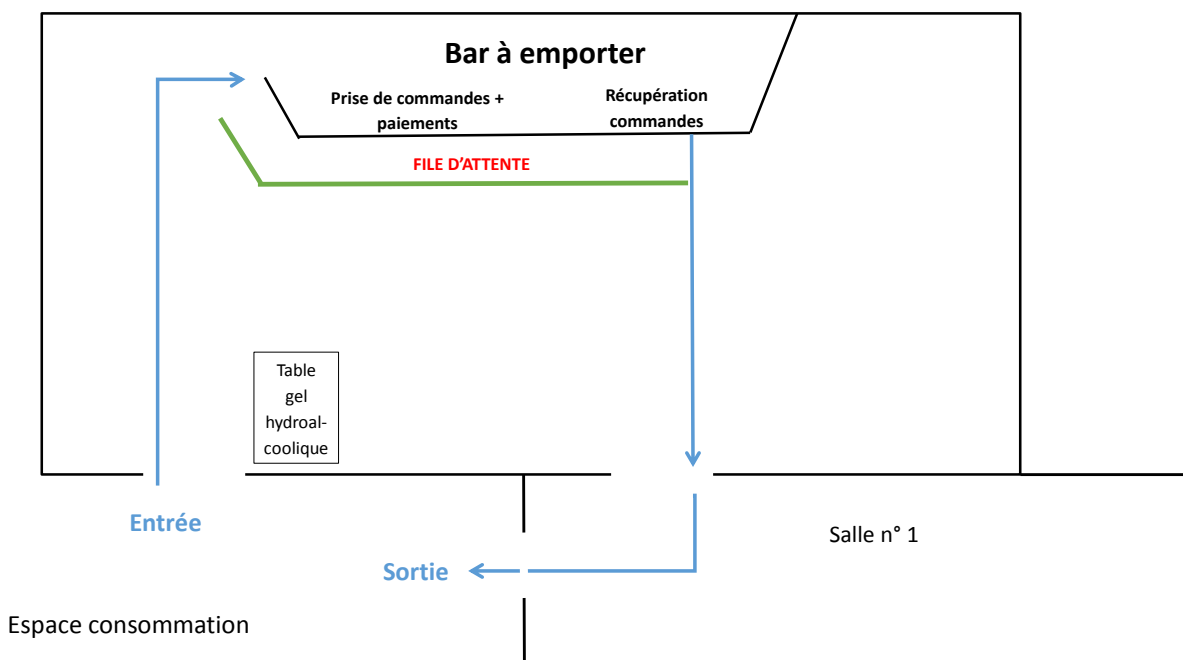 Bar à emporter
Prise de commandes +
paiements
Récupération
commandes
FILE D'ATTENTE
Table
gel
hydroal-
coolique
Entrée
Salle n° 1
Sortie
Espace consommation